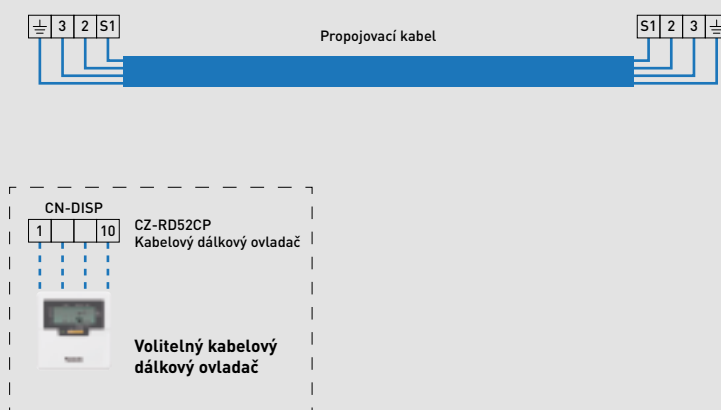 3 2 S1
Propojovací kabel
S1 2 3
CN-DISP
1 10
CZ-RD52CP
Kabelový dálkový ovladač
Volitelný kabelový
dálkový ovladač